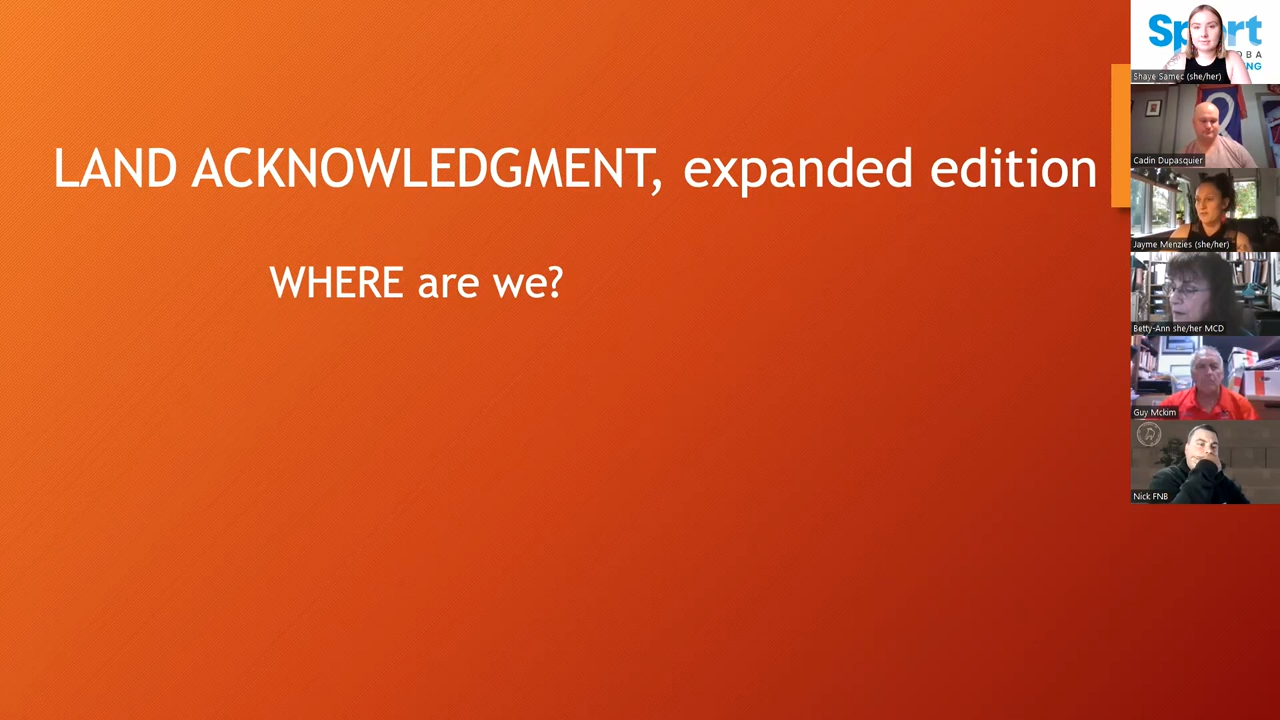 LAND ACKNOWLEDGMENT, expanded edition
WHERE are we?
Shaye Samec (she/her)
Cadin Dupasquier
Jayme Menzies (she/her)
Betty-Ann she/her MCD
Guy Mckim
Nick FNB